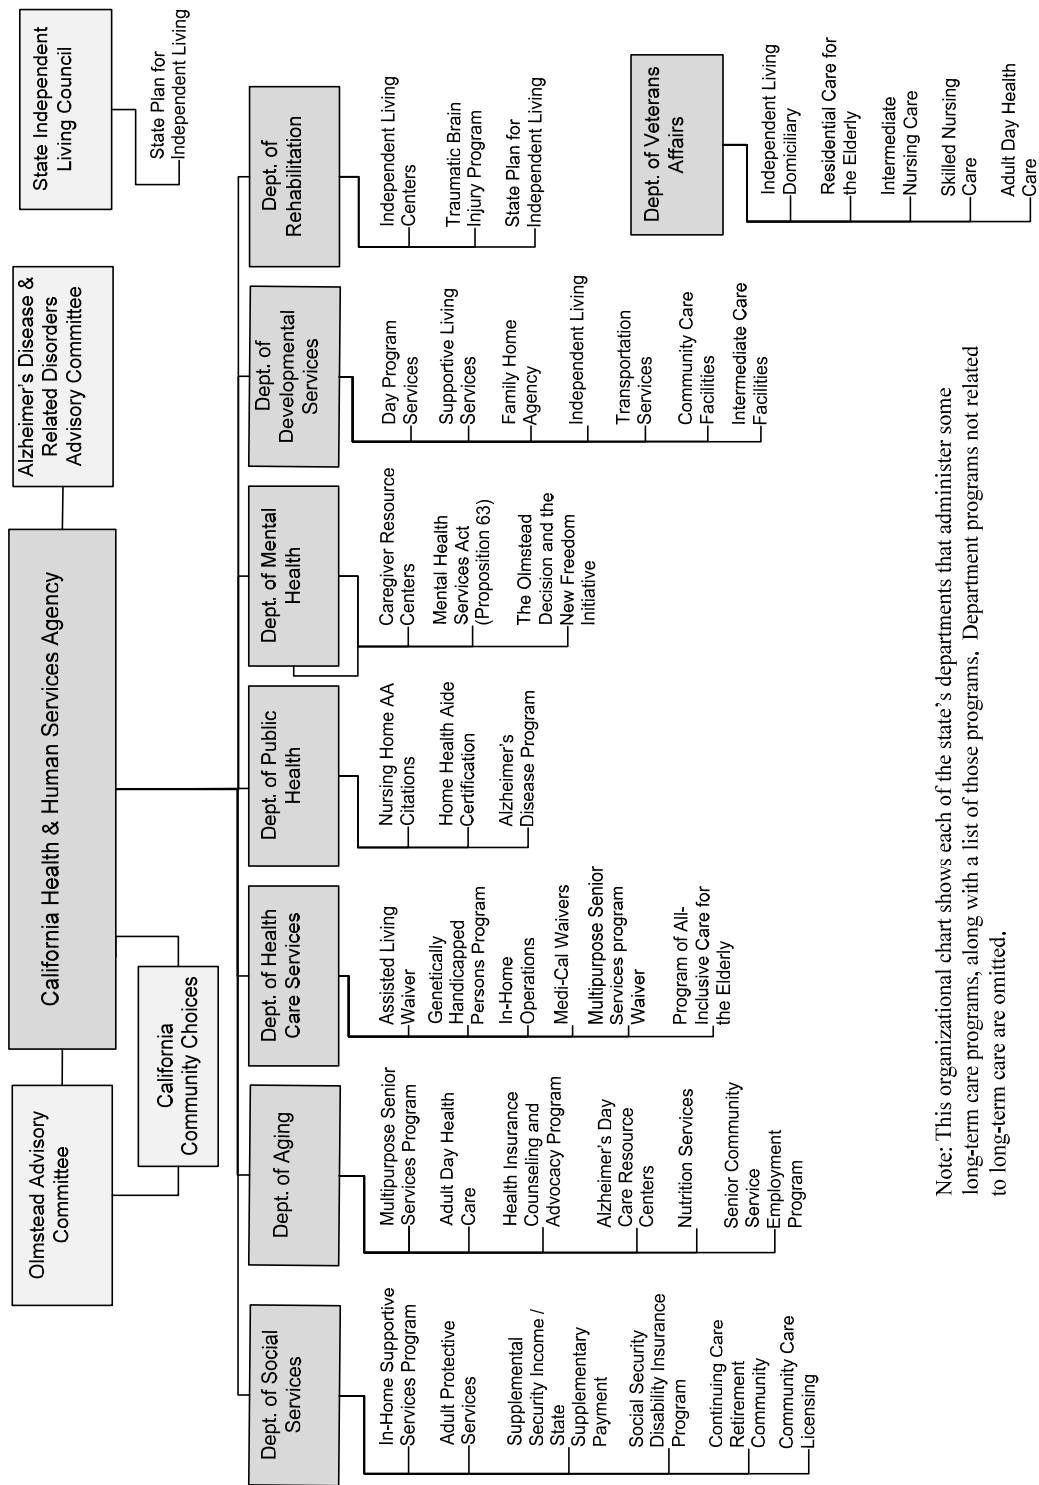 California Health & Human Services Agency
Olmstead Advisory
Committee
California
Community Choices
Alzheimer's Disease &
Related Disorders
Advisory Committee
State Independent
Living Council
State Plan for
Independent Living
Dept. of Social
Services
In-Home Supportive
Services Program
Adult Protective
Services
Supplemental
Security Income /
State
Supplementary
Payment
Social Security
Disability Insurance
Program
Continuing Care
Retirement
Community
Community Care
Licensing
Dept. of Aging
Multipurpose Senior
Services Program
Adult Day Health
Care
Health Insurance
Counseling and
Advocacy Program
Alzheimer's Day
Care Resource
Centers
Nutrition Services
Senior Community
Service
Employment
Program
Dept. of Health
Care Services
Assisted Living
Waiver
Genetically
Handicapped
Persons Program
In-Home
Operations
Medi-Cal Waivers
Multipurpose Senior
Services program
Waiver
Program of All-
Inclusive Care for
the Elderly
Dept. of Public
Health
Nursing Home AA
Citations
Home Health Aide
Certification
Alzheimer's
Disease Program
Dept. of Mental
Health
Caregiver Resource
Centers
Mental Health
Services Act
(Proposition 63)
The Olmstead
Decision and the
New Freedom
Initiative
Dept. of
Developmental
Services
Day Program
Services
Supportive Living
Services
Family Home
Agency
Independent Living
Transportation
Services
Community Care
Facilities
Intermediate Care
Facilities
Dept. of
Rehabilitation
Independent Living
Centers
Traumatic Brain
Injury Program
State Plan for
Independent Living
Dept. of Veterans
Affairs
Independent Living
Domiciliary
Residential Care for
the Elderly
Intermediate
Nursing Care
Skilled Nursing
Care
Adult Day Health
Care
Note: This organizational chart shows each of the state's departments that administer some
long-term care programs, along with a list of those programs. Department programs not related
to long-term care are omitted.